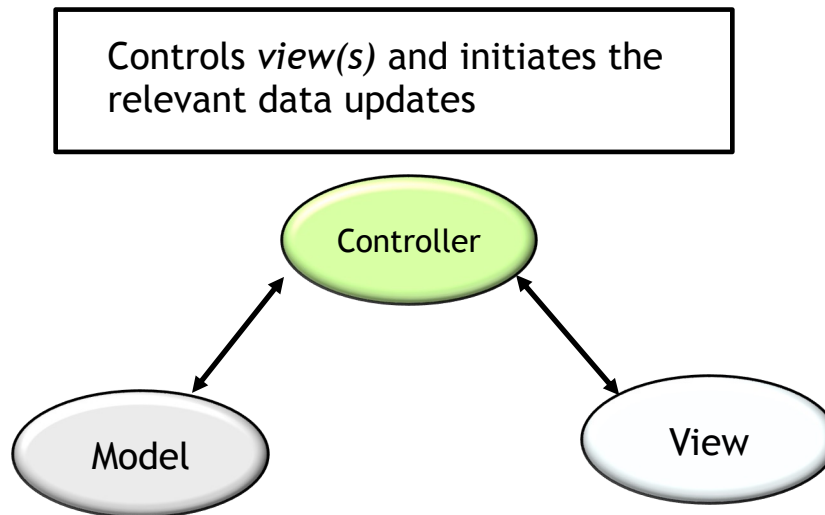 Controls view(s) and initiates the
relevant data updates
Controller
Model
View